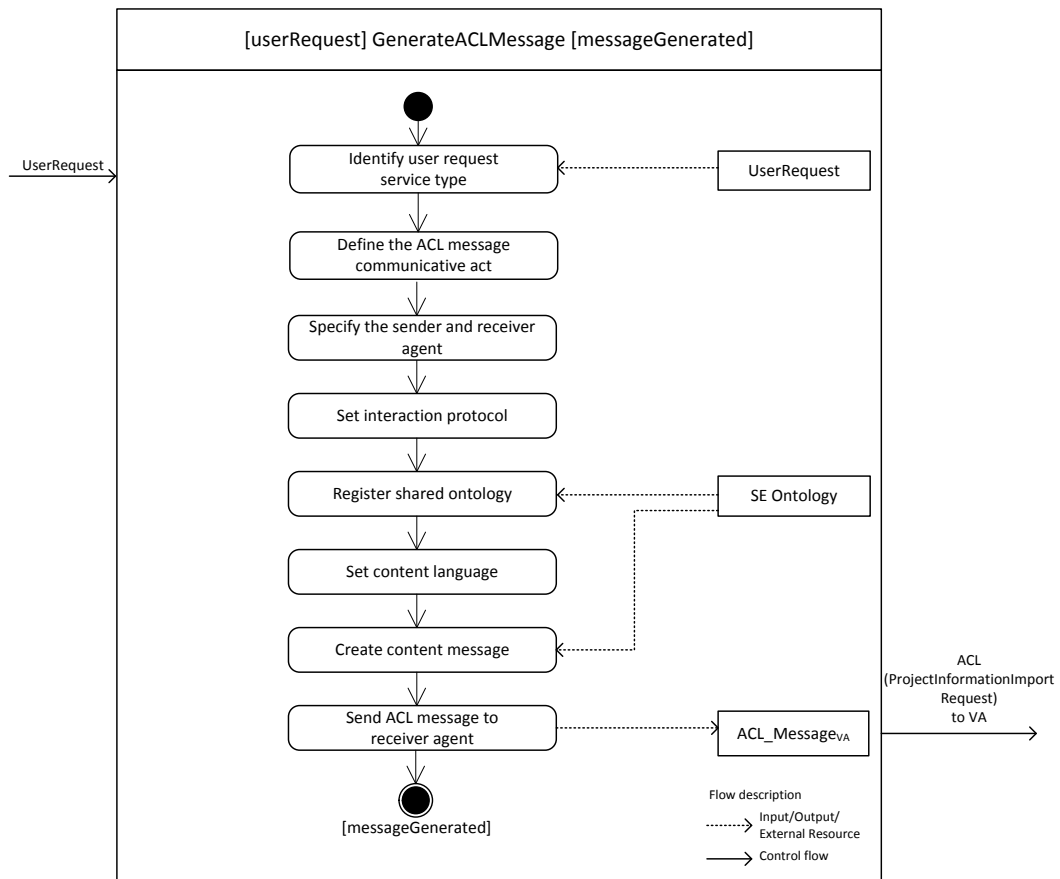 [userRequest] GenerateACLMessage [messageGenerated]
UserRequest
Identify user request
service type
UserRequest
Define the ACL message
communicative act
Specify the sender and receiver
agent
Set interaction protocol
Register shared ontology
SE Ontology
Set content language
Create content message
ACL
(ProjectInformationImport
Request)
to VA
Send ACL message to
receiver agent
ACL_MessageVA
[messageGenerated]
Flow description
Input/Output/
External Resource
Control flow